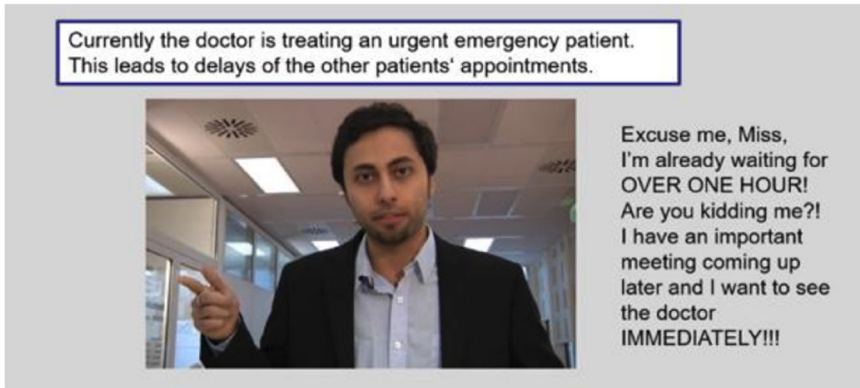 Currently the doctor is treating an urgent emergency patient.
This leads to delays of the other patients‘ appointments.
Excuse me, Miss,
I’m already waiting for
OVER ONE HOUR!
Are you kidding me?!
I have an important
meeting coming up
later and I want to see
the doctor
IMMEDIATELY!!!